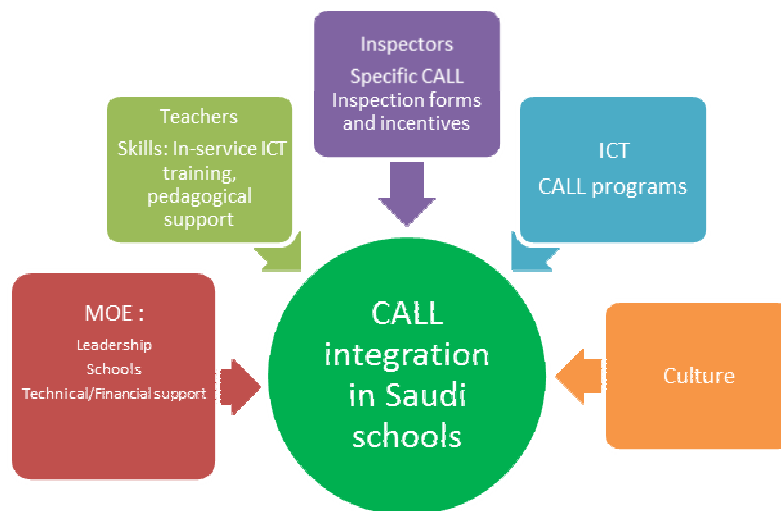 Inspectors
Specific CALL
Inspection forms
and incentives
Teachers
Skills: In-service ICT
training,
pedagogical
support
ICT
CALL programs
MOE :
Leadership
Schools
Technical/Financial support
CALL
integration
in Saudi
schools
Culture